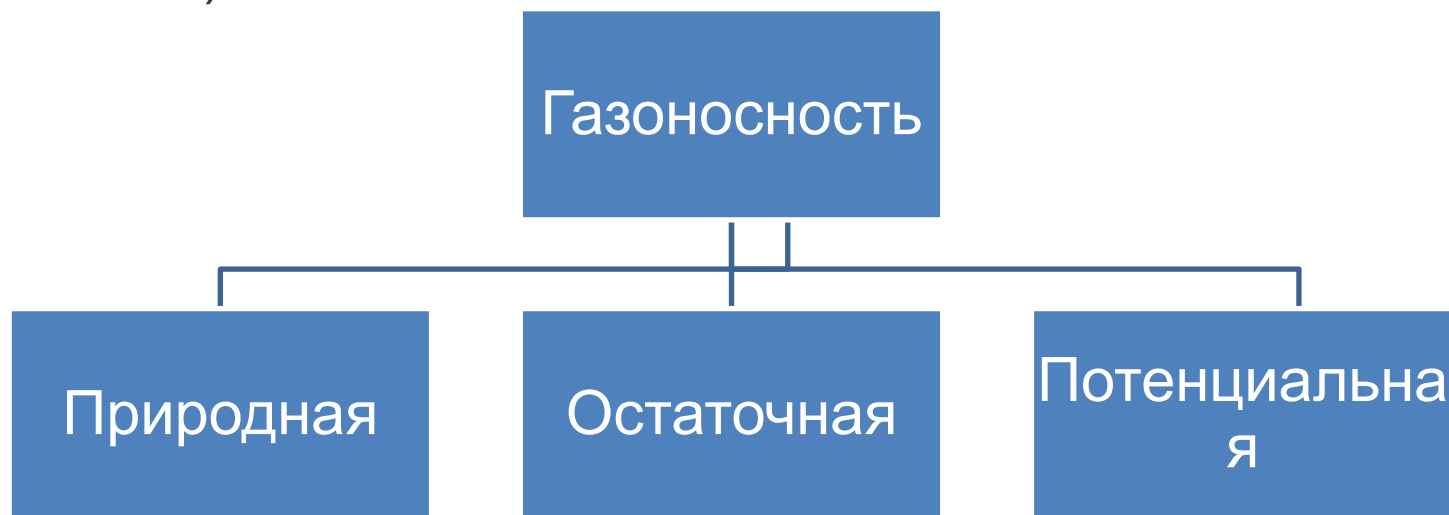 Газоносность
Природная
Остаточная
Потенциальна
я